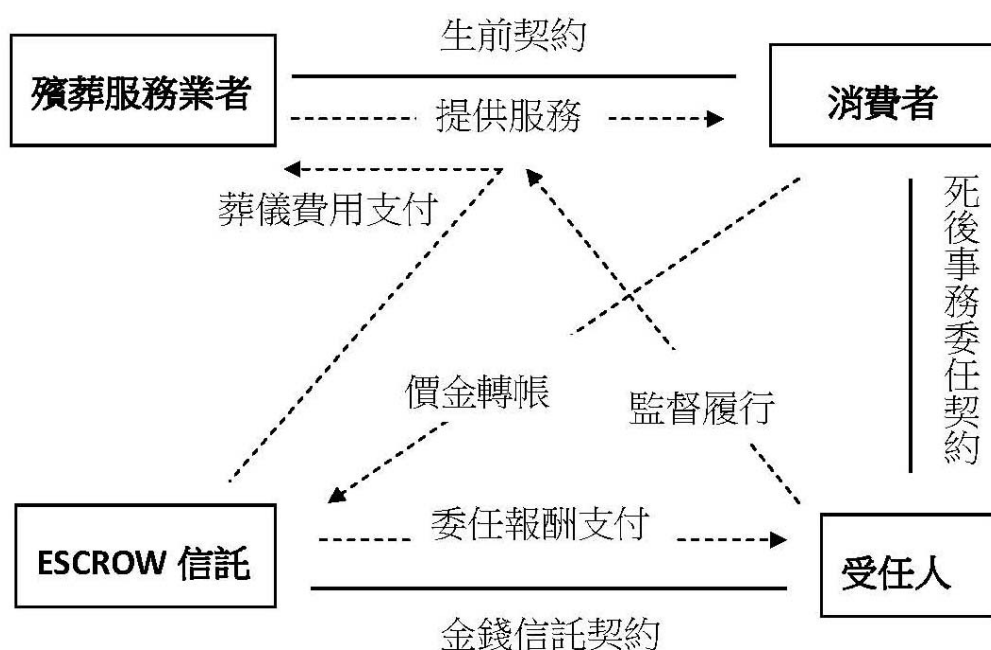 生前契約
殯葬服務業者
消費者
提供服務
葬儀費用支付
死後事務委任契約
價金轉帳
監督履行
ESCROW 信託
委任報酬支付
受任人
金錢信託契約